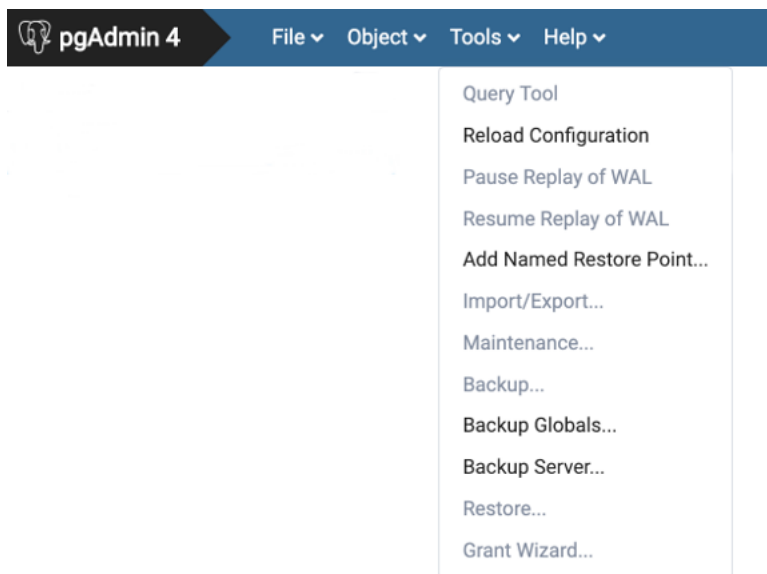 pgAdmin 4 File Object Tools Help
Query Tool
Reload Configuration
Pause Replay of WAL
Resume Replay of WAL
Add Named Restore Point...
Import/Export...
Maintenance...
Backup...
Backup Globals...
Backup Server...
Restore...
Grant Wizard...